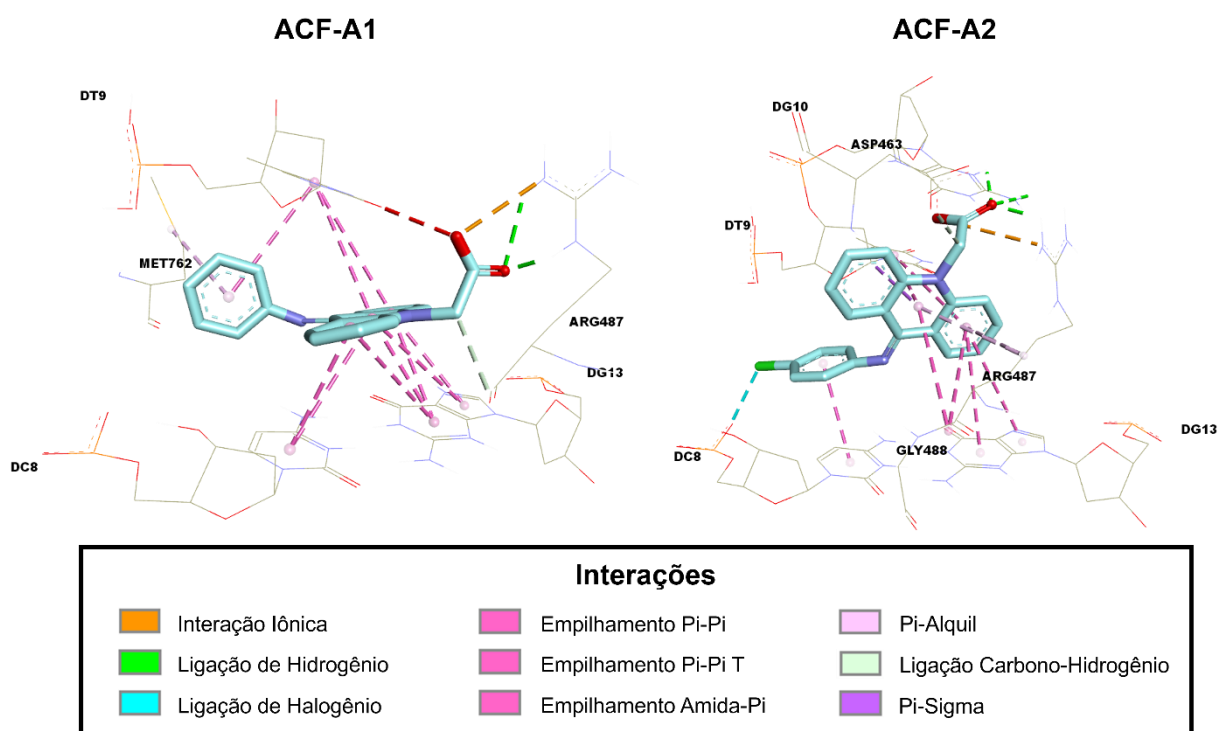 ACF-A1
ACF-A2
DT9
MET762
ARG487
DG13
DC8
DG10
ASP463
DT9
ARG487
DG13
GLY488
DC8
Interações
Interação Iônica
Empilhamento Pi-Pi
Pi-Alquil
Ligação de Hidrogênio
Empilhamento Pi-Pi T
Ligação Carbono-Hidrogênio
Ligação de Halogênio
Empilhamento Amida-Pi
Pi-Sigma